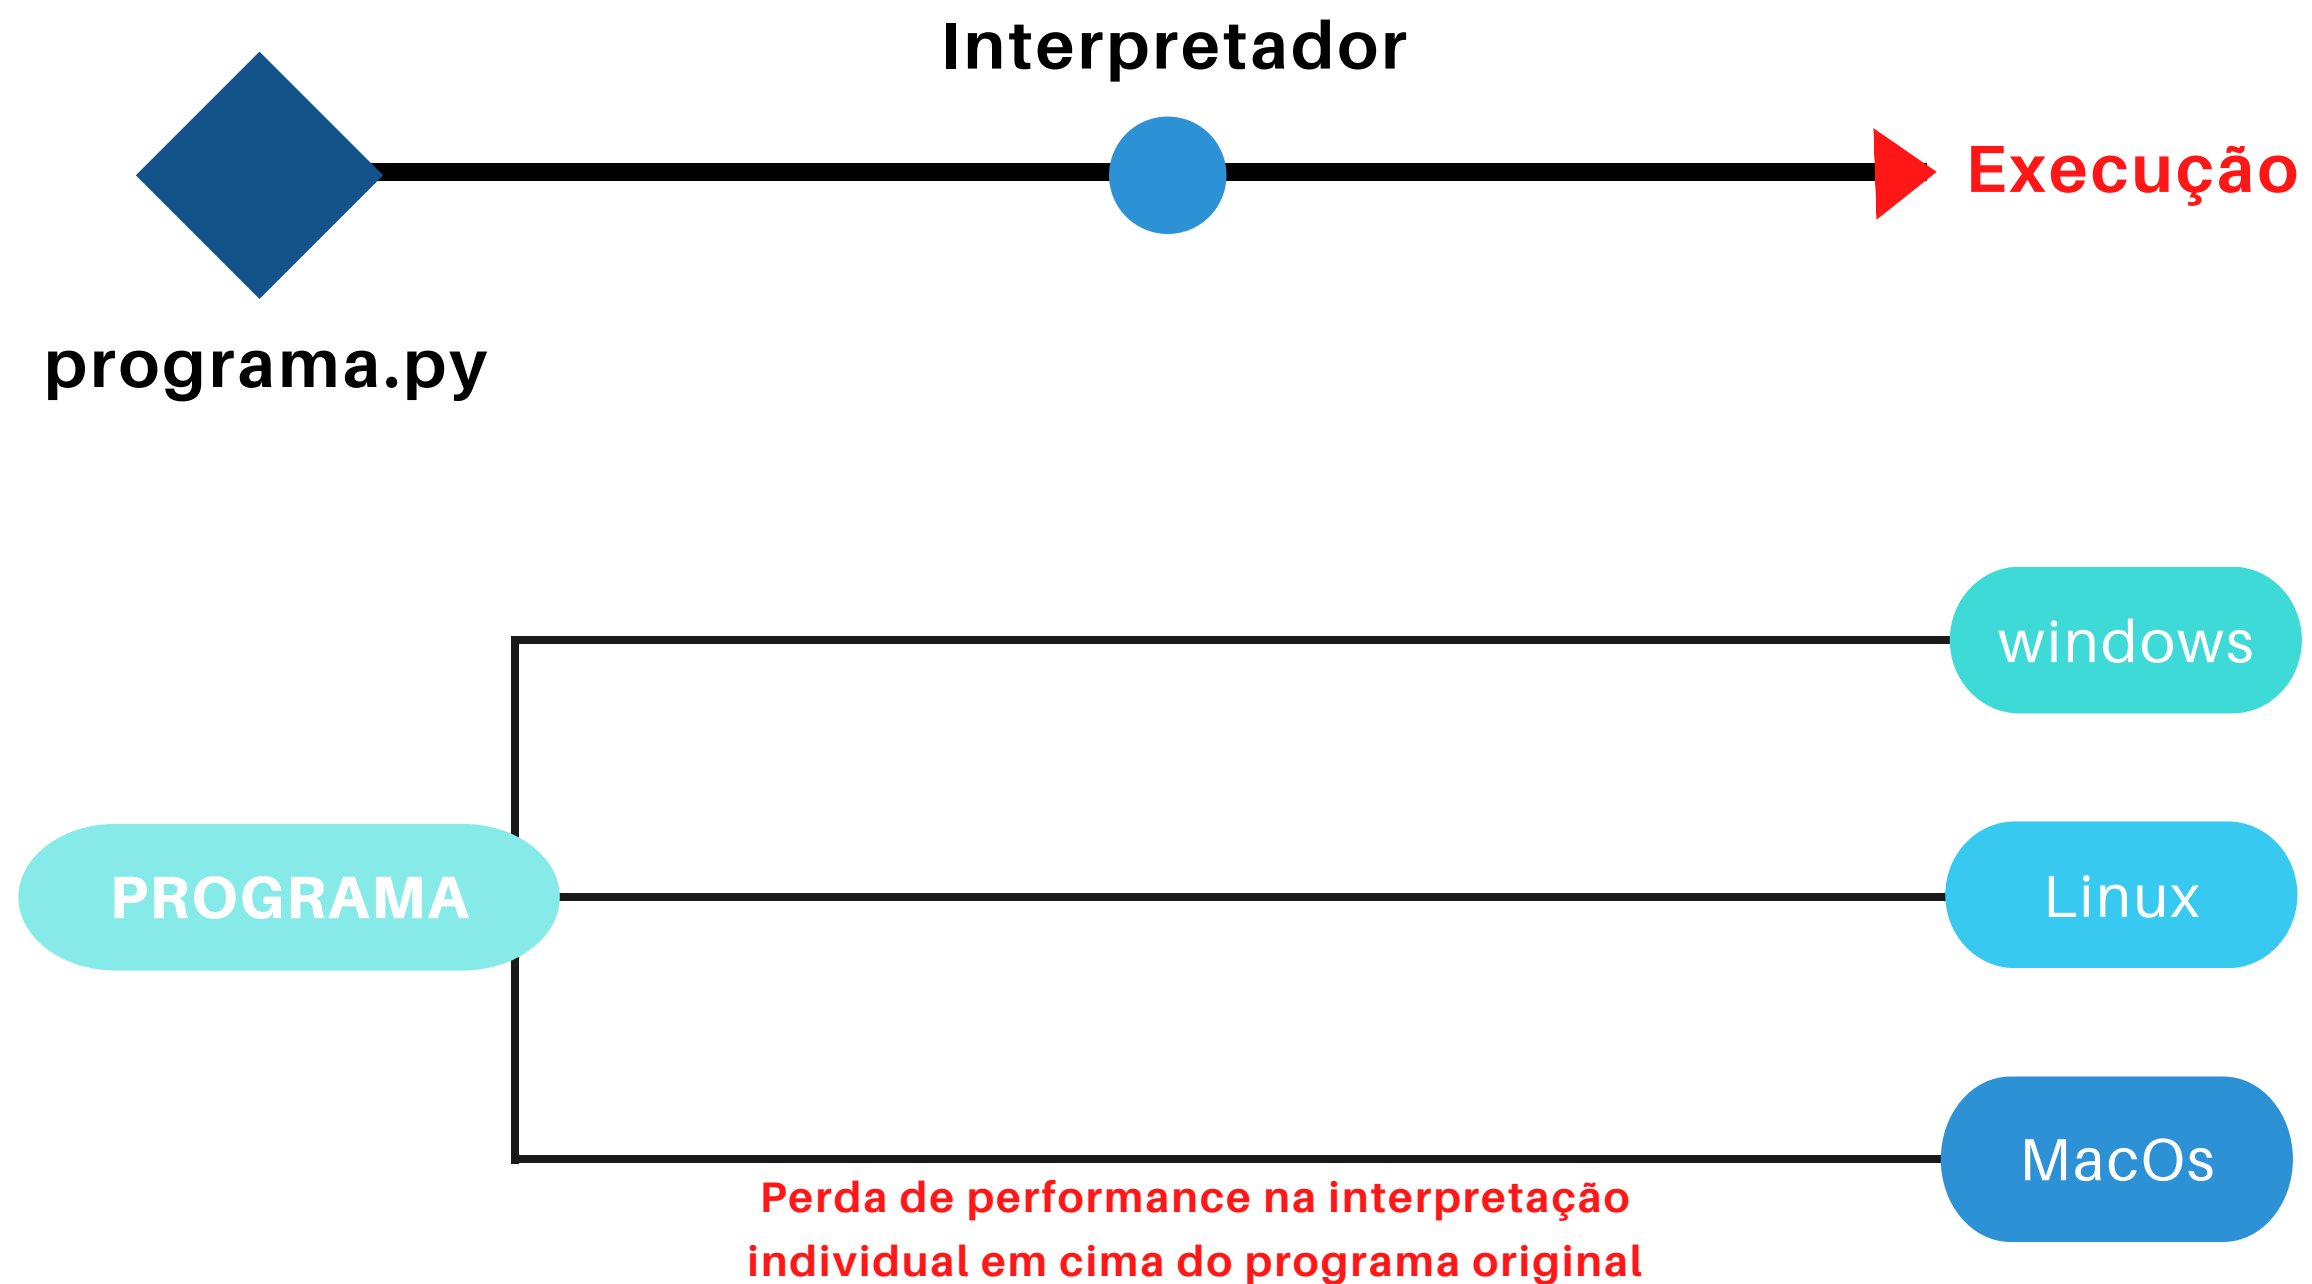 Interpretador
Execução
programa.py
windows
PROGRAMA
Linux
MacOs
Perda de performance na interpretação
individual em cima do programa original